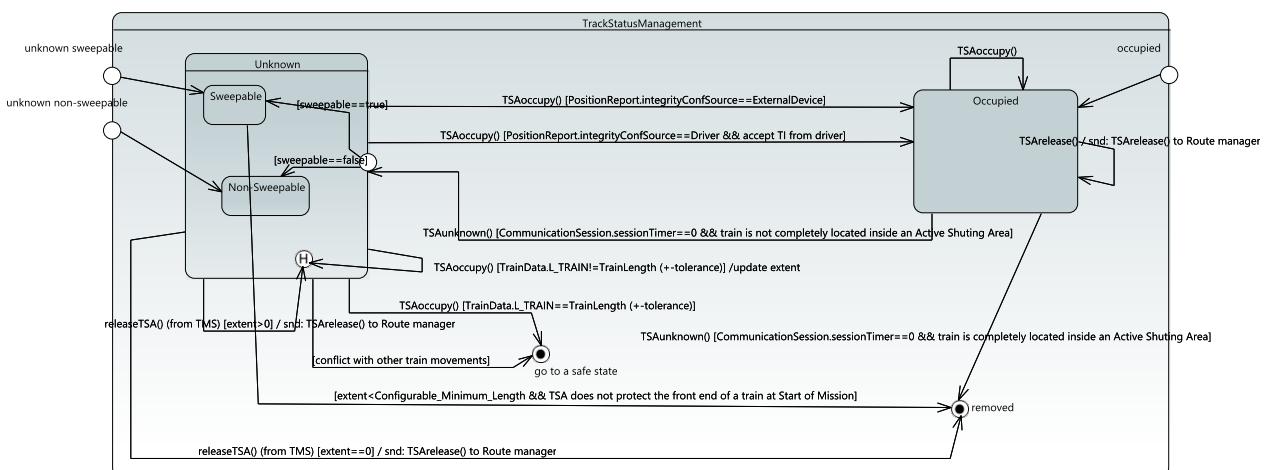 TrackStatusManagement
unknown sweepable
occupied
TSAoccupy()
Unknown
Sweepable
Occupied
unknown non-sweepable
[sweepable==true]
TSAoccupy() [PositionReport.integrityConfSource==ExternalDevice]
TSAoccupy() [PositionReport.integrityConfSource==Driver && accept TI from driver]
TSArelease() / snd: TSArelease() to Route manager
[sweepable==false]
Non-Sweepable
TSAunknown() [CommunicationSession.sessionTimer==0 && train is not completely located inside an Active Shuting Area]
H
TSAoccupy() [TrainData.L_TRAIN!=TrainLength (+-tolerance)] /update extent
TSAoccupy() [TrainData.L_TRAIN==TrainLength (+-tolerance)]
releaseTSA() (from TMS) [extent>0] / snd: TSArelease() to Route manager
TSAunknown() [CommunicationSession.sessionTimer==0 && train is completely located inside an Active Shuting Area]
[conflict with other train movements]
go to a safe state
[extent<Configurable_Minimum_Length && TSA does not protect the front end of a train at Start of Mission]
removed
releaseTSA() (from TMS) [extent==0] / snd: TSArelease() to Route manager